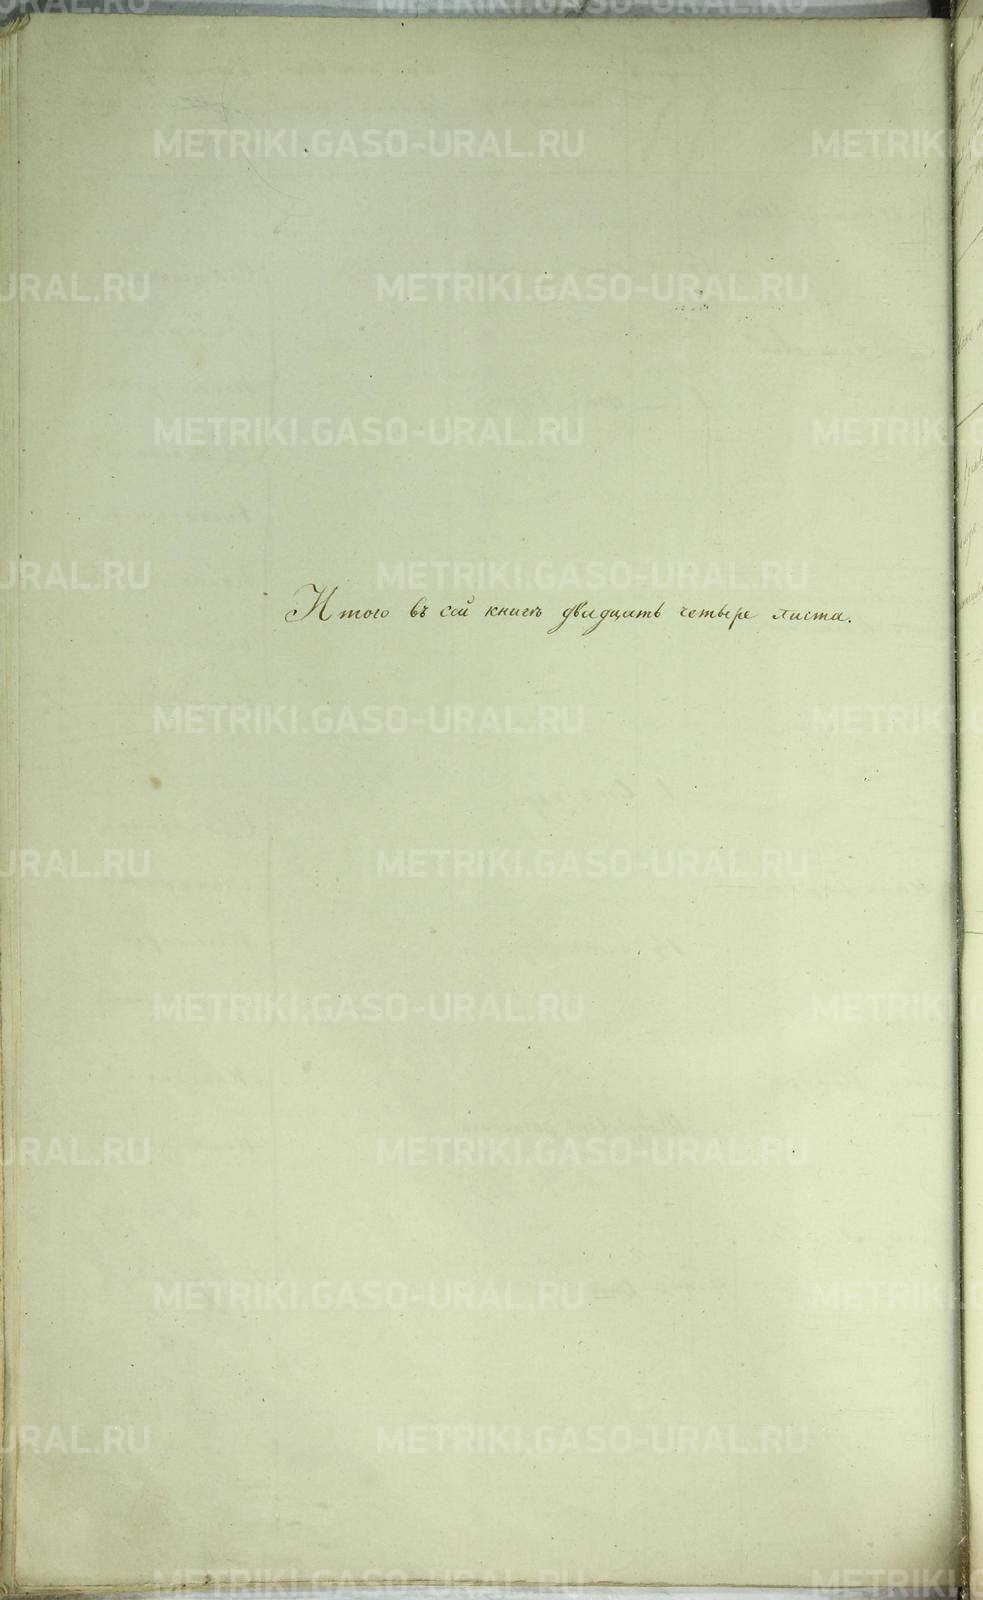 Итого въ сей книгѣ двадцать четыре листа.
METRIKI.GASO-URAL.RU